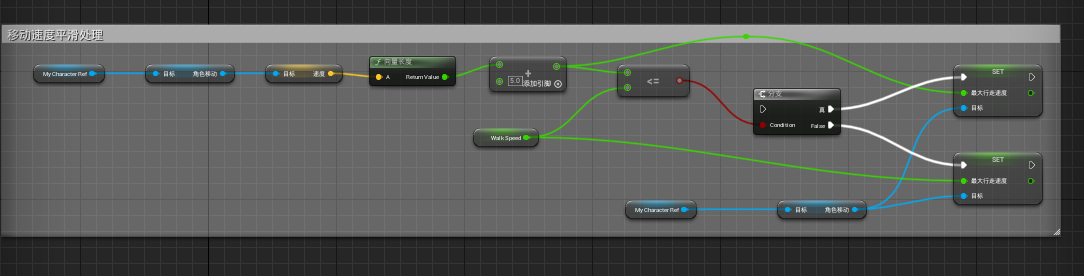 移动速度平滑处理
My Character Ref
目标 角色移动
目标 速度
向量长度
A Return Value
+
5.0 添加引脚
<=
Walk Speed
分支
真
Condition False
SET
最大行走速度
目标
SET
最大行走速度
目标
My Character Ref
目标 角色移动